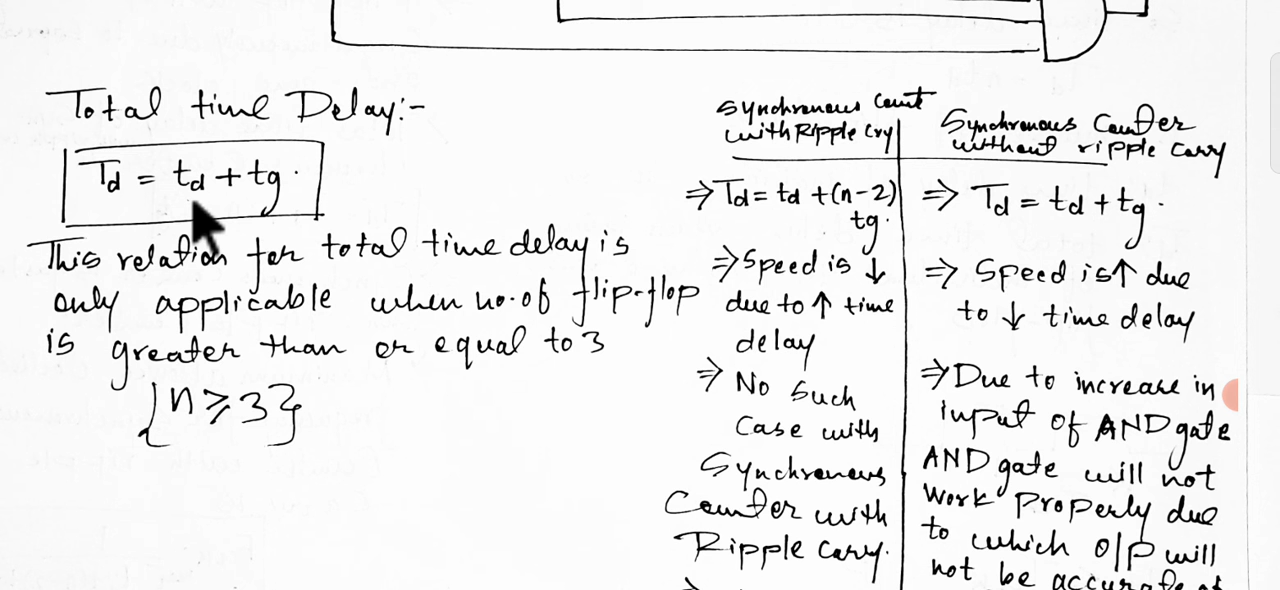 Total time Delay:-
Td = td + tg.
This relation for total time delay is
only applicable when no. of flip-flop
is greater than or equal to 3
{n ≥ 3}
Synchronous Count
with Ripple Cry
⇒ Td = td + (n-2)
tg.
⇒ Speed is ↓
due to ↑ time
delay
⇒ No Such
Case with
Synchronous
Counter with
Ripple Carry.
Synchronous Counter
without ripple carry
⇒ Td = td + tg.
⇒ Speed is ↑ due
to ↓ time delay
⇒ Due to increase in
input of AND gate
AND gate will not
work properly due
to which O/P will
not be accurate at